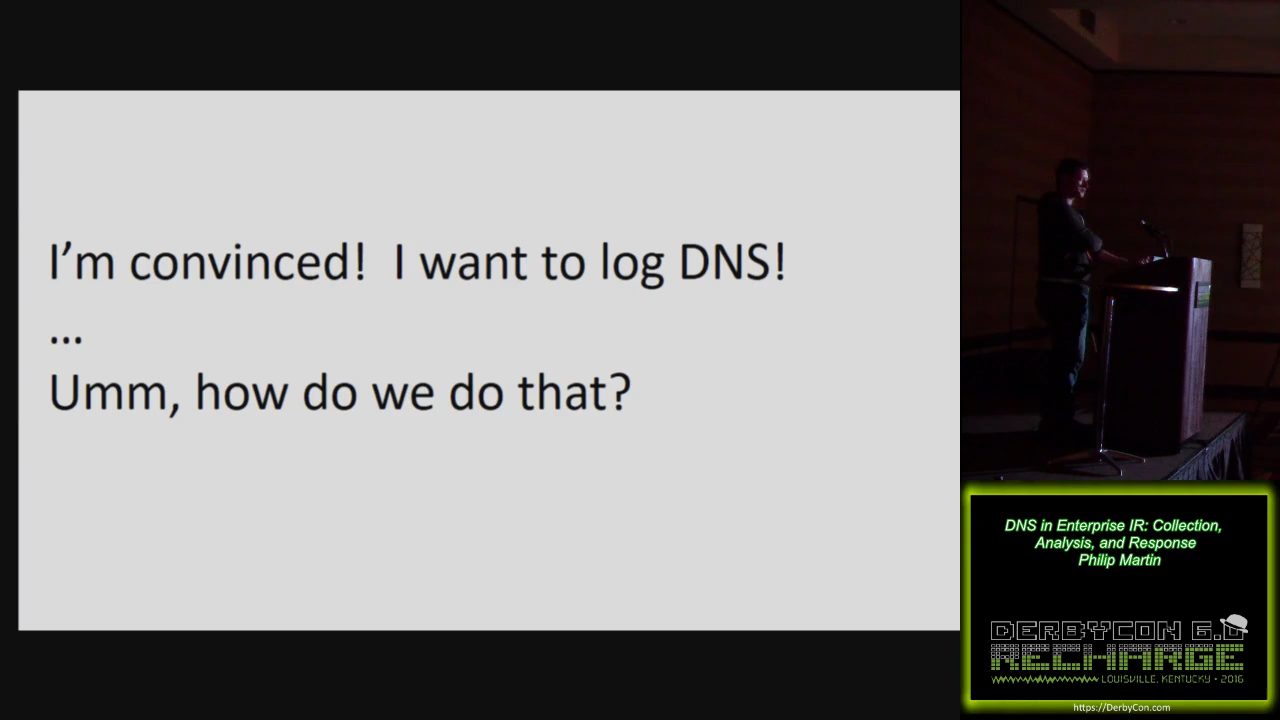 I’m convinced!  I want to log DNS!
…
Umm, how do we do that?
DNS in Enterprise IR: Collection,
Analysis, and Response
Philip Martin
DERBYCON 6.0
RECHARGE
LOUISVILLE, KENTUCKY • 2016
https://DerbyCon.com